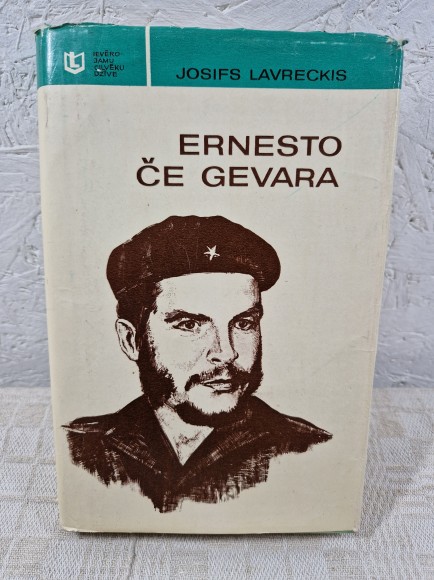 IEVĒRO-
JAMU
CILVĒKU
DZĪVE
JOSIFS LAVRECKIS
ERNESTO
ČE GEVARA